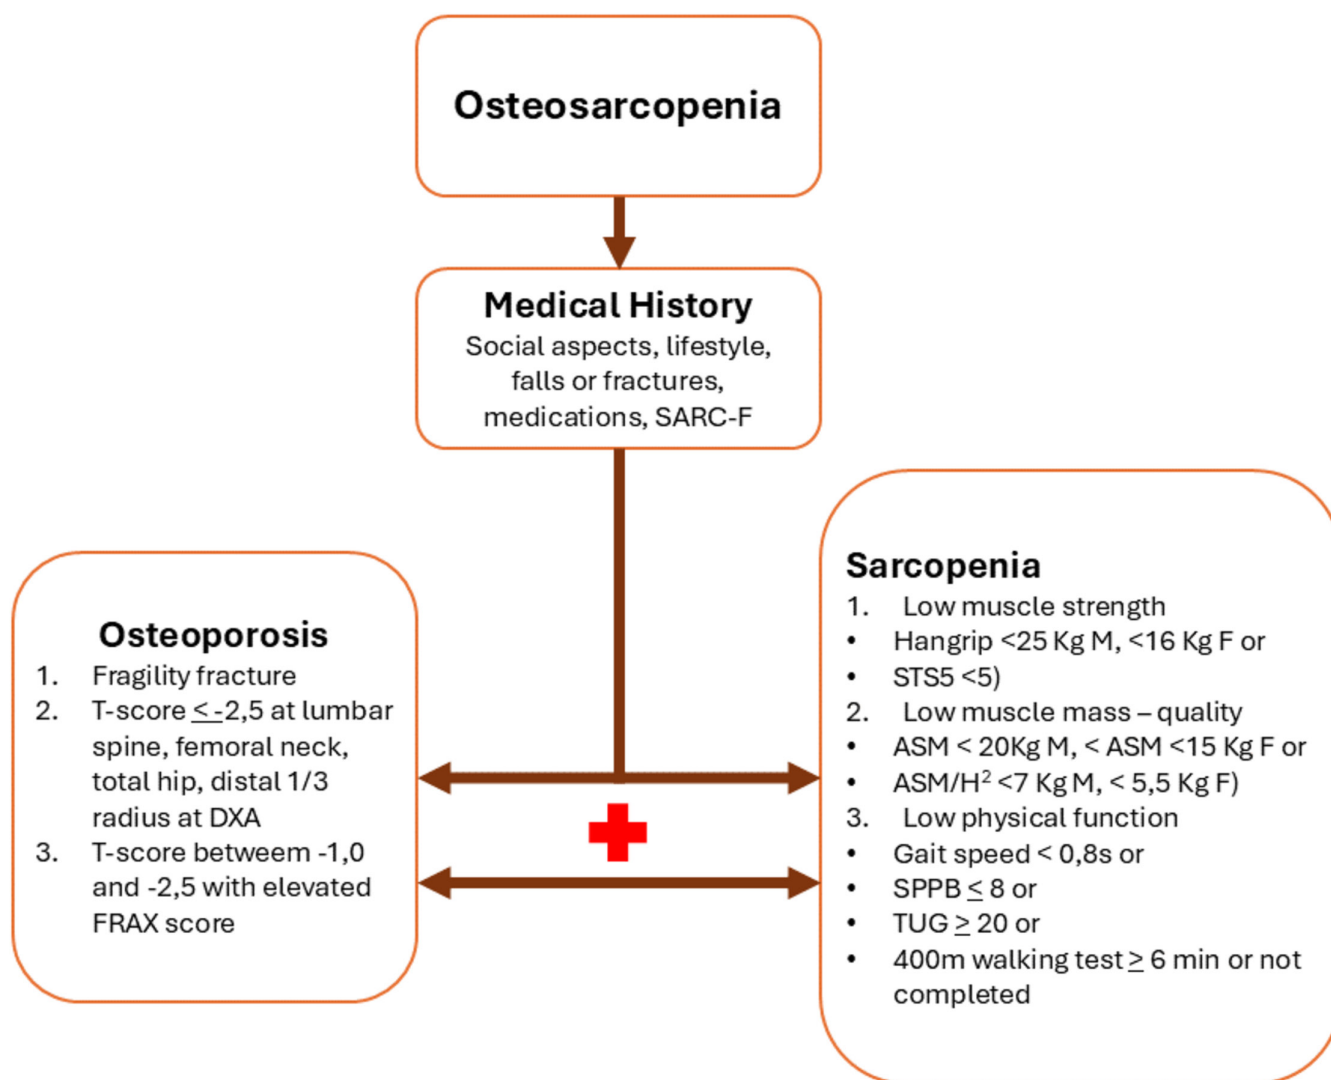 Osteosarcopenia
Medical History
Social aspects, lifestyle,
falls or fractures,
medications, SARC-F
Osteoporosis
1. Fragility fracture
2. T-score ≤ -2,5 at lumbar
spine, femoral neck,
total hip, distal 1/3
radius at DXA
3. T-score betweem -1,0
and -2,5 with elevated
FRAX score
Sarcopenia
1. Low muscle strength
• Hangrip <25 Kg M, <16 Kg F or
• STS5 <5)
2. Low muscle mass – quality
• ASM < 20Kg M, < ASM <15 Kg F or
• ASM/H² <7 Kg M, < 5,5 Kg F)
3. Low physical function
• Gait speed < 0,8s or
• SPPB ≤ 8 or
• TUG ≥ 20 or
• 400m walking test ≥ 6 min or not
completed